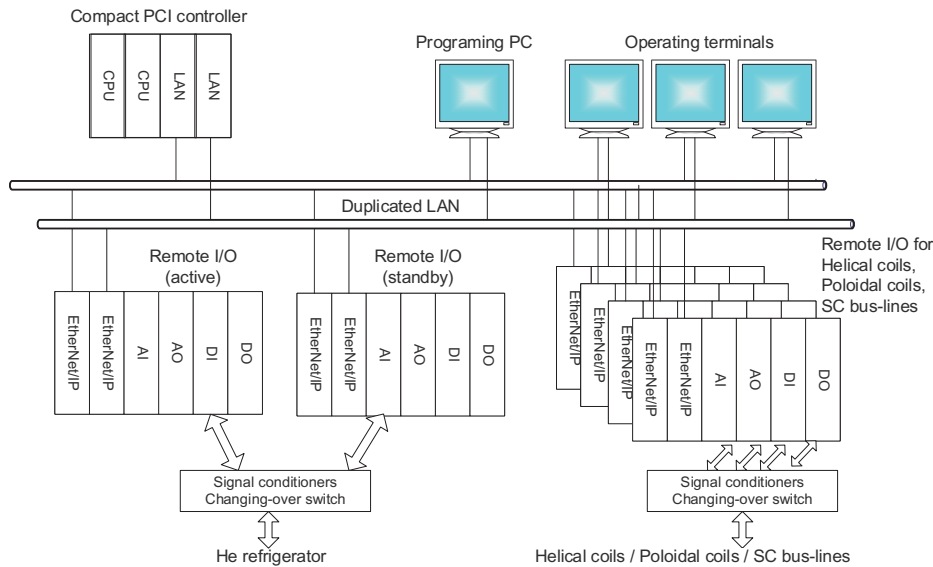 Compact PCI controller
CPU
CPU
LAN
LAN
Programing PC
Operating terminals
Duplicated LAN
Remote I/O
(active)
Remote I/O
(standby)
Remote I/O for
Helical coils,
Poloidal coils,
SC bus-lines
EtherNet/IP
EtherNet/IP
AI
AO
DI
DO
EtherNet/IP
EtherNet/IP
AI
AO
DI
DO
EtherNet/IP
EtherNet/IP
EtherNet/IP
EtherNet/IP
EtherNet/IP
AI
AO
DI
DO
Signal conditioners
Changing-over switch
Signal conditioners
Changing-over switch
He refrigerator
Helical coils / Poloidal coils / SC bus-lines